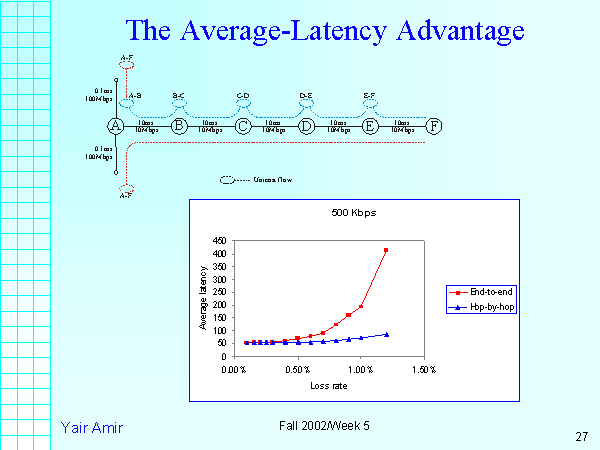 The Average-Latency Advantage
A-F
0.1ms
100Mbps
A-B
B-C
C-D
D-E
E-F
A
B
C
D
E
F
10ms
10Mbps
10ms
10Mbps
10ms
10Mbps
10ms
10Mbps
10ms
10Mbps
0.1ms
100Mbps
A-F
Unicast flow
500 Kbps
450
400
350
300
250
200
150
100
50
0
Average latency
0.00%
0.50%
1.00%
1.50%
Loss rate
End-to-end
Hop-by-hop
Yair Amir
Fall 2002/Week 5
27